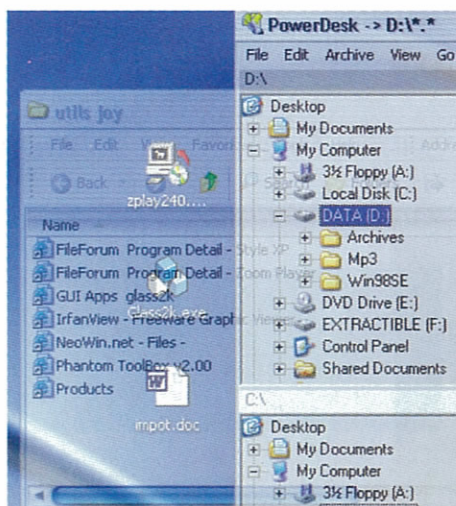 PowerDesk -> D:\*.*
File Edit Archive View Go
D:\
Desktop
My Documents
My Computer
3½ Floppy (A:)
Local Disk (C:)
DATA (D:)
Archives
Mp3
Win98SE
DVD Drive (E:)
EXTRACTIBLE (F:)
Control Panel
Shared Documents
C:\
Desktop
My Documents
My Computer
3½ Floppy (A:)
utils joy
File Edit View Favori
Addre
Back
Name
FileForum Program Detail - Style XP
FileForum Program Detail - Zoom Player
GUI Apps glass2k
IrfanView - Freeware Graphic Viewer
NeoWin.net - Files -
Phantom ToolBox v2.00
Products
zplay240....
Glass2k.exe
impot.doc